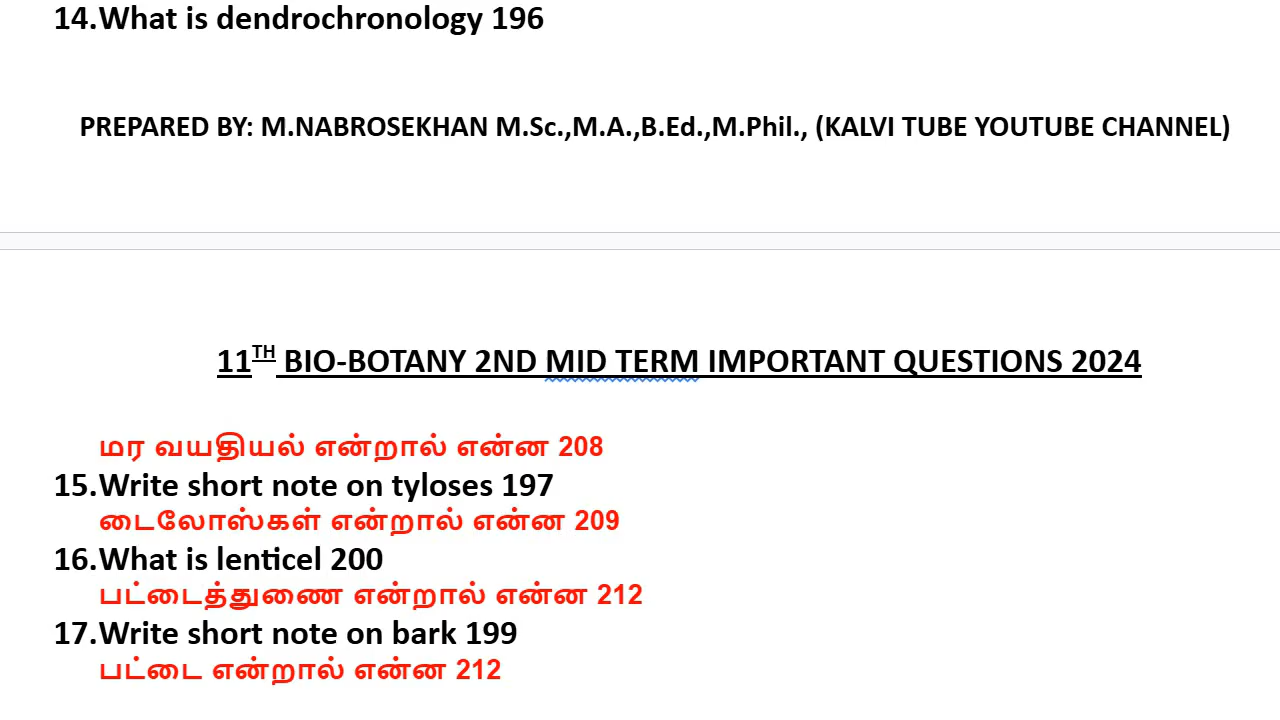 14.What is dendrochronology 196
PREPARED BY: M.NABROSEKHAN M.Sc.,M.A.,B.Ed.,M.Phil., (KALVI TUBE YOUTUBE CHANNEL)
11TH BIO-BOTANY 2ND MID TERM IMPORTANT QUESTIONS 2024
மர வயதியல் என்றால் என்ன 208
15.Write short note on tyloses 197
டைலோஸ்கள் என்றால் என்ன 209
16.What is lenticel 200
பட்டைத்துணை என்றால் என்ன 212
17.Write short note on bark 199
பட்டை என்றால் என்ன 212